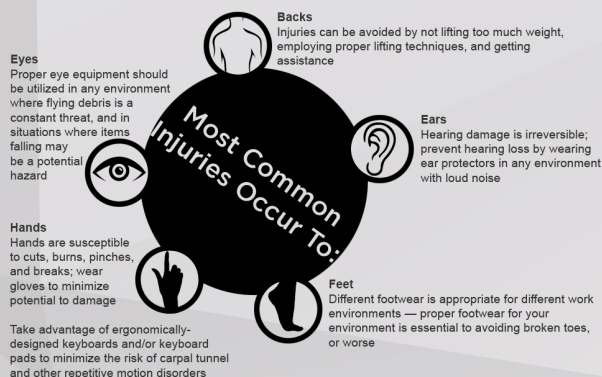 Backs
Injuries can be avoided by not lifting too much weight,
employing proper lifting techniques, and getting
assistance
Eyes
Proper eye equipment should
be utilized in any environment
where flying debris is a
constant threat, and in
situations where items
falling may
be a potential
hazard
Most Common
Injuries Occur To:
Ears
Hearing damage is irreversible;
prevent hearing loss by wearing
ear protectors in any environment
with loud noise
Hands
Hands are susceptible
to cuts, burns, pinches,
and breaks; wear
gloves to minimize
potential to damage
Take advantage of ergonomically-
designed keyboards and/or keyboard
pads to minimize the risk of carpal tunnel
and other repetitive motion disorders
Feet
Different footwear is appropriate for different work
environments — proper footwear for your
environment is essential to avoiding broken toes,
or worse